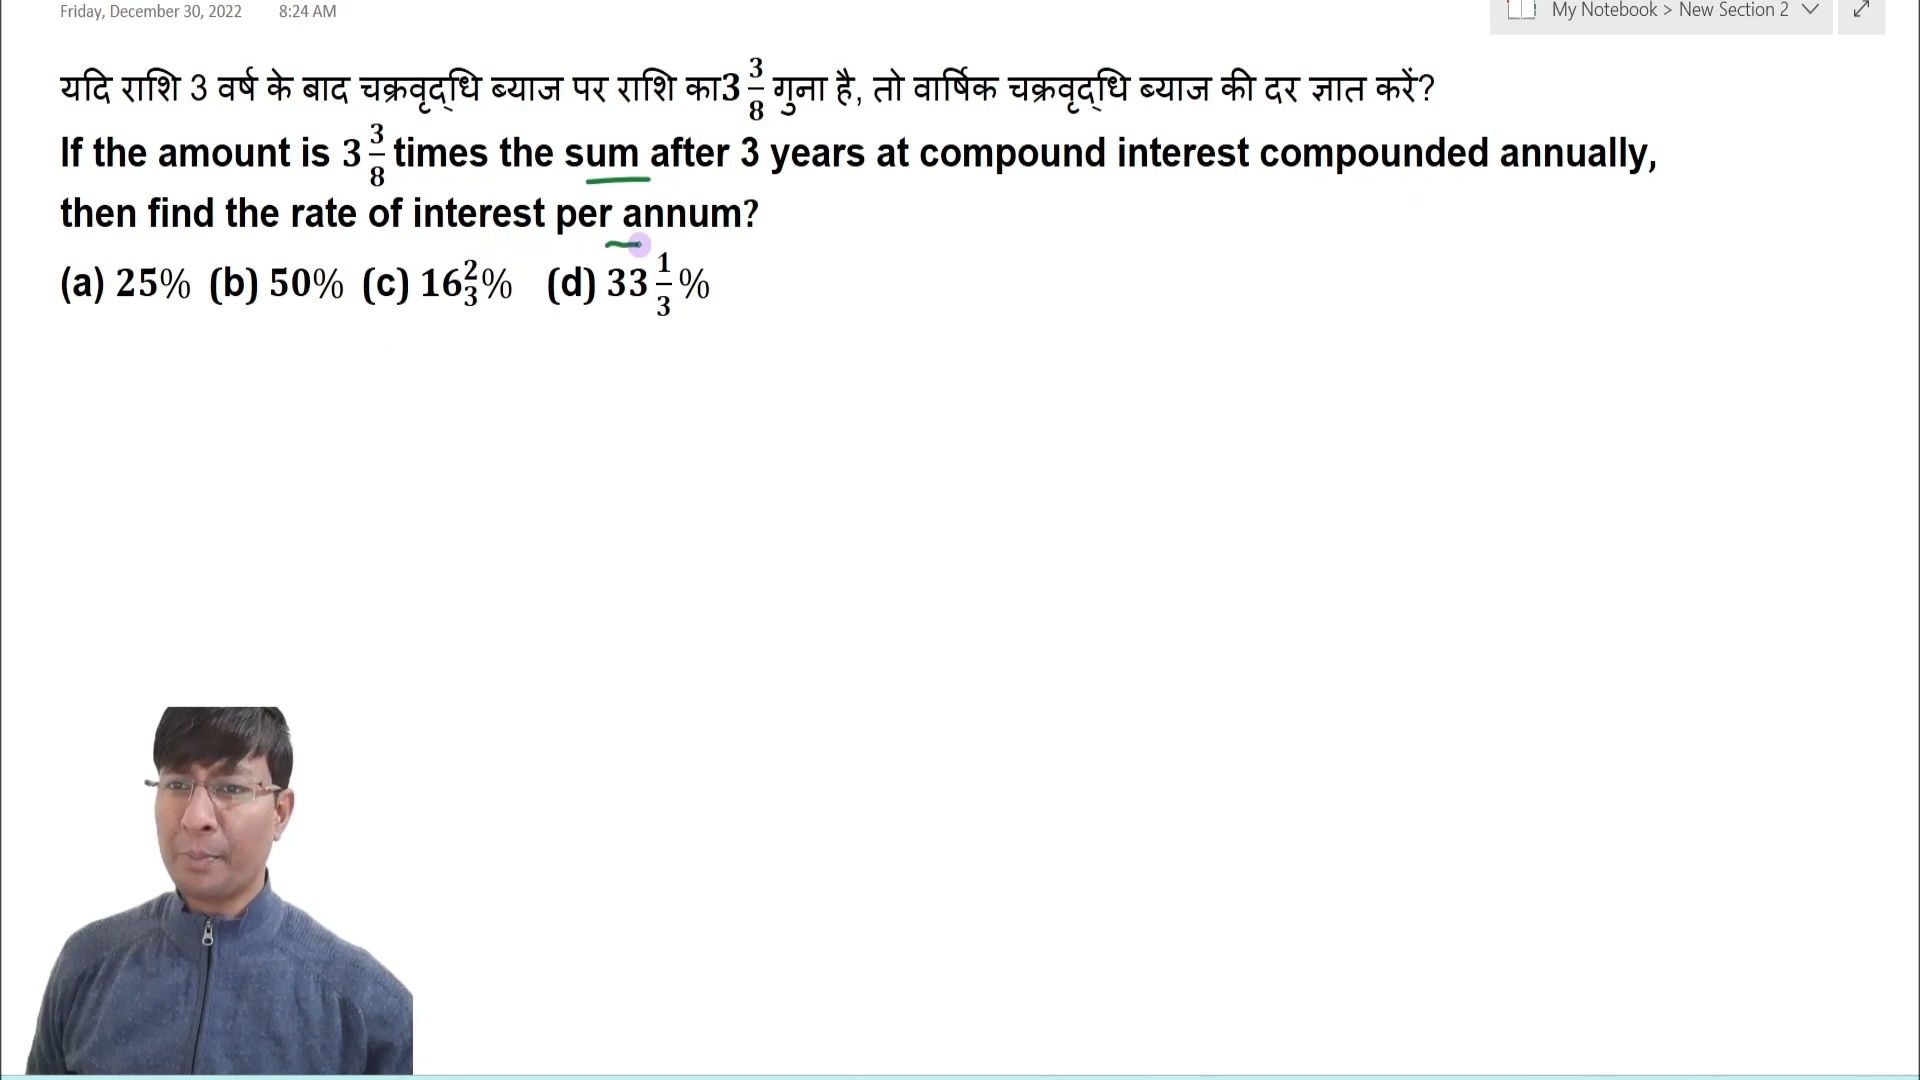 Friday, December 30, 2022 8:24 AM
My Notebook > New Section 2
यदि राशि 3 वर्ष के बाद चक्रवृद्धि ब्याज पर राशि का3 3/8 गुना है, तो वार्षिक चक्रवृद्धि ब्याज की दर ज्ञात करें?
If the amount is 3 3/8 times the sum after 3 years at compound interest compounded annually,
then find the rate of interest per annum?
(a) 25% (b) 50% (c) 16 2/3% (d) 33 1/3%